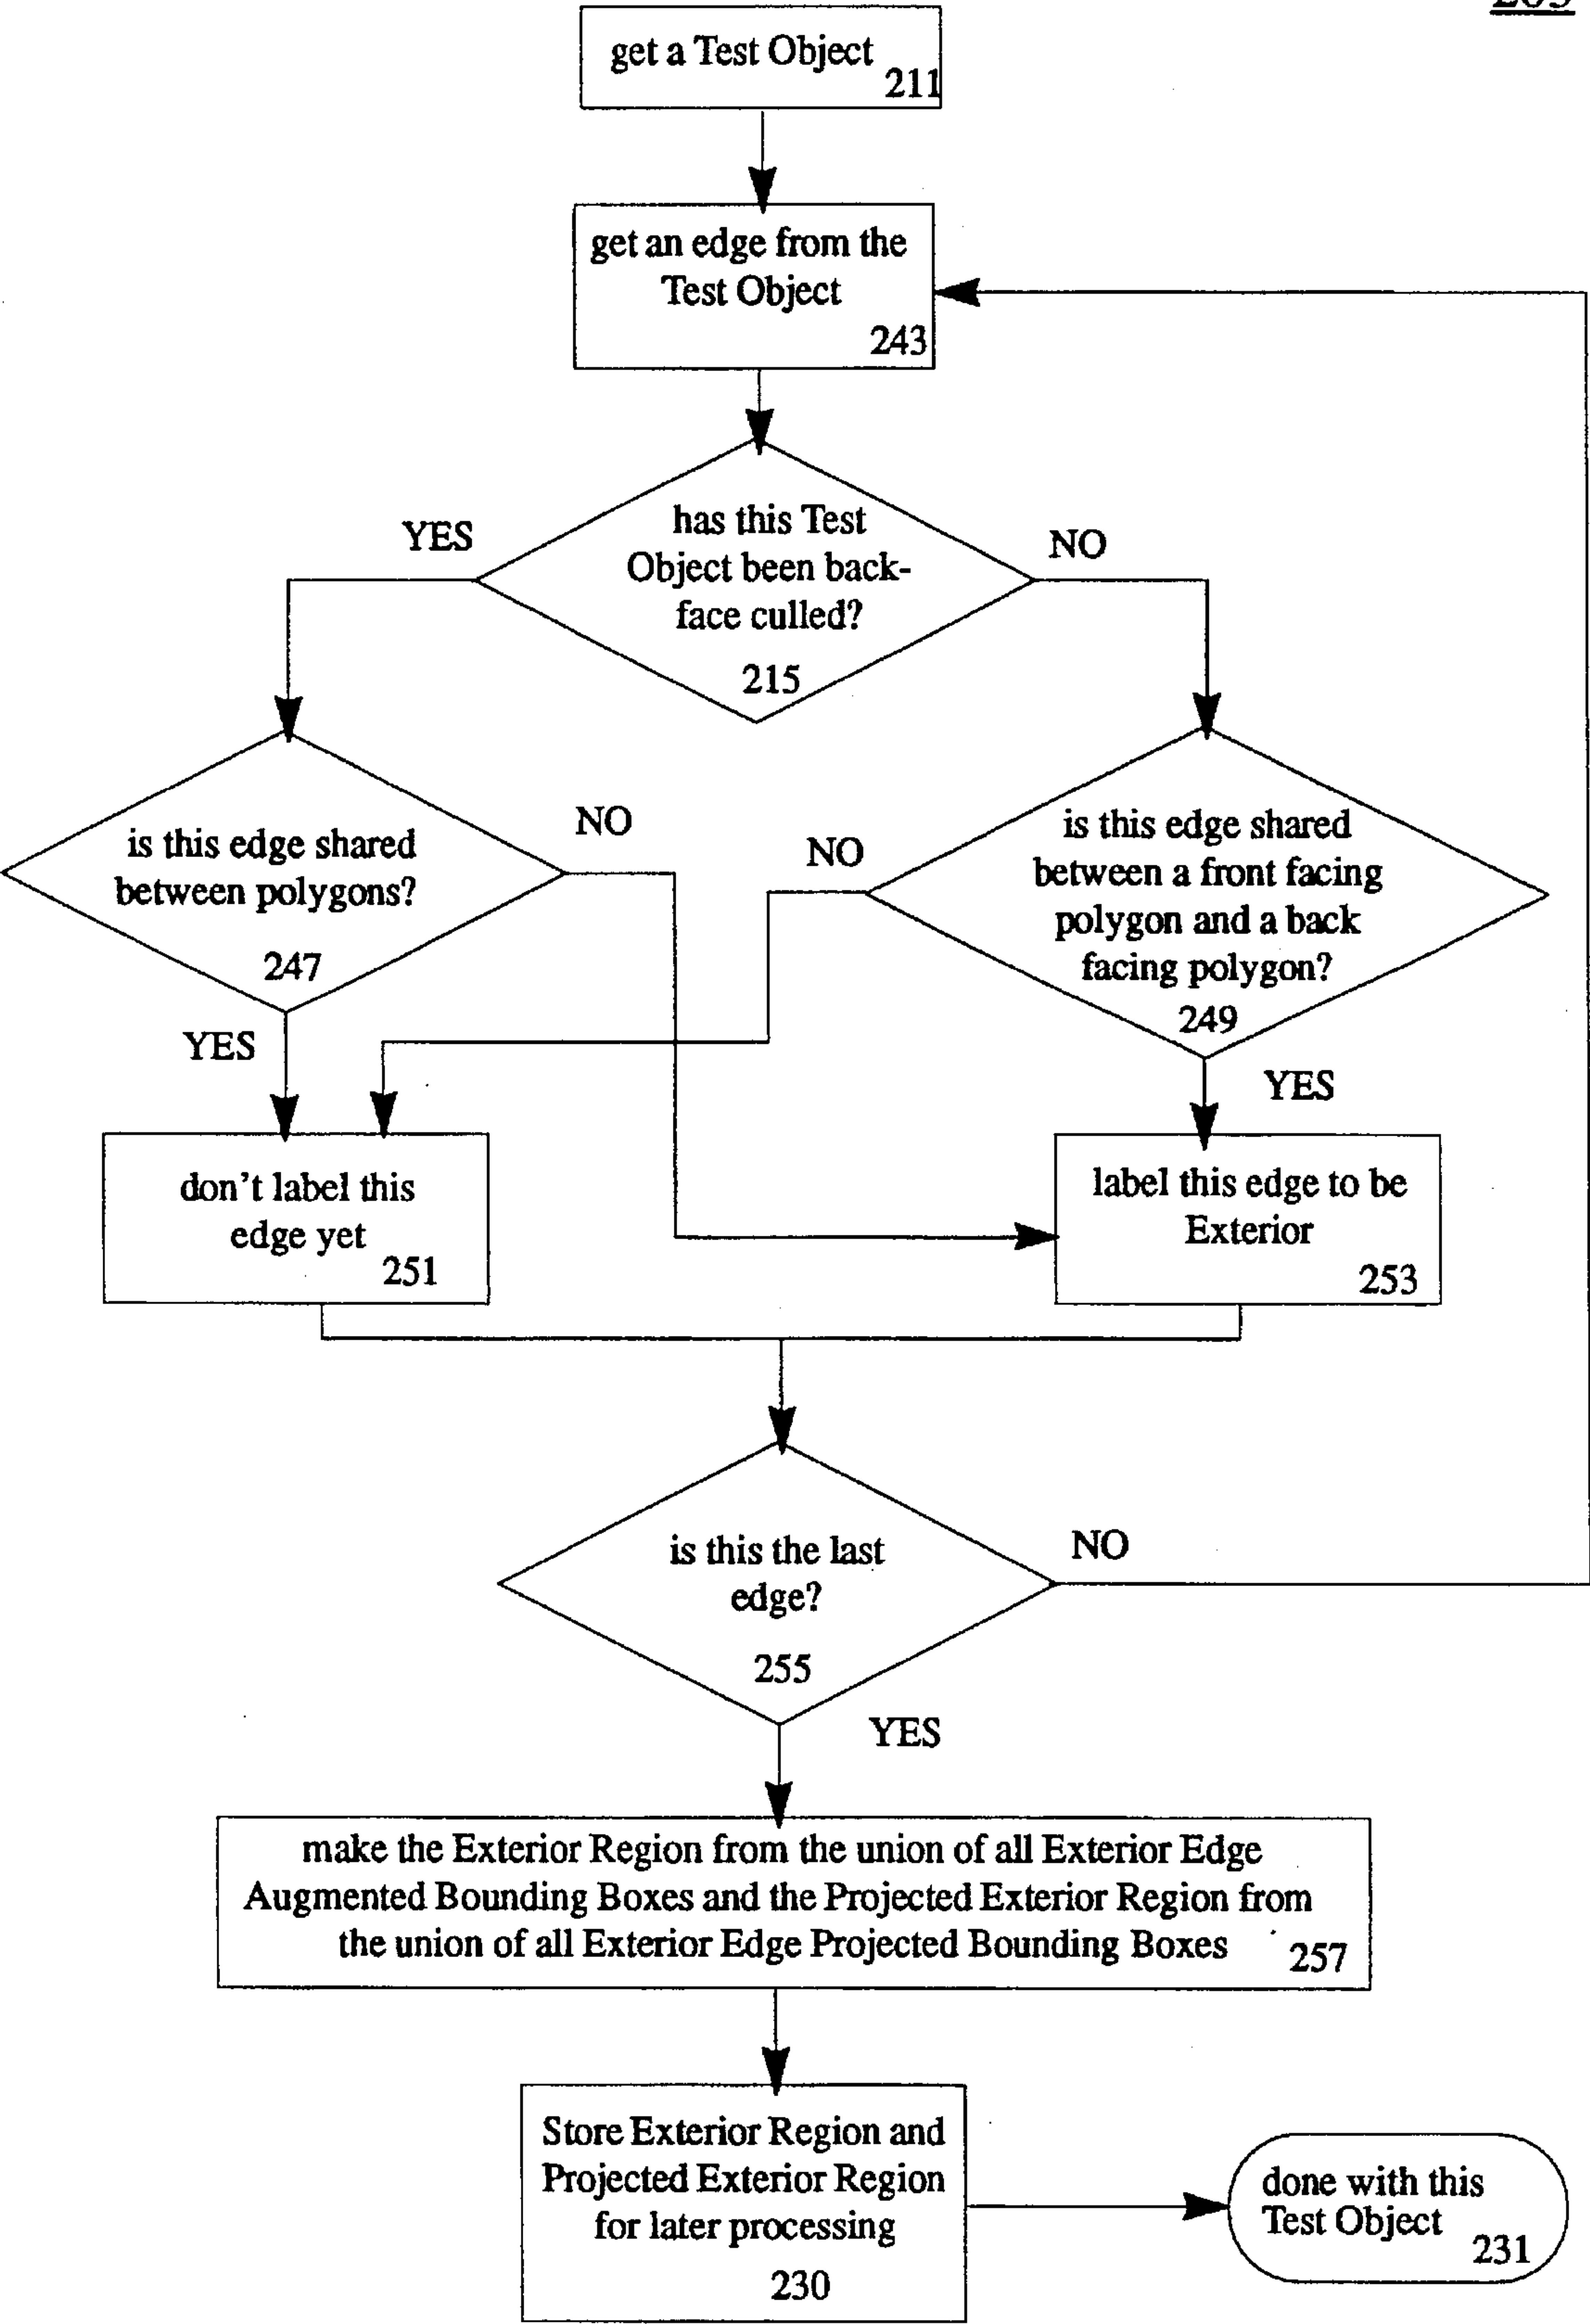 get a Test Object
211
get an edge from the
Test Object
243
has this Test
Object been back-
face culled?
215
YES
NO
is this edge shared
between polygons?
247
NO
YES
is this edge shared
between a front facing
polygon and a back
facing polygon?
249
NO
YES
don't label this
edge yet
251
label this edge to be
Exterior
253
is this the last
edge?
255
NO
YES
make the Exterior Region from the union of all Exterior Edge
Augmented Bounding Boxes and the Projected Exterior Region from
the union of all Exterior Edge Projected Bounding Boxes
257
Store Exterior Region and
Projected Exterior Region
for later processing
230
done with this
Test Object
231